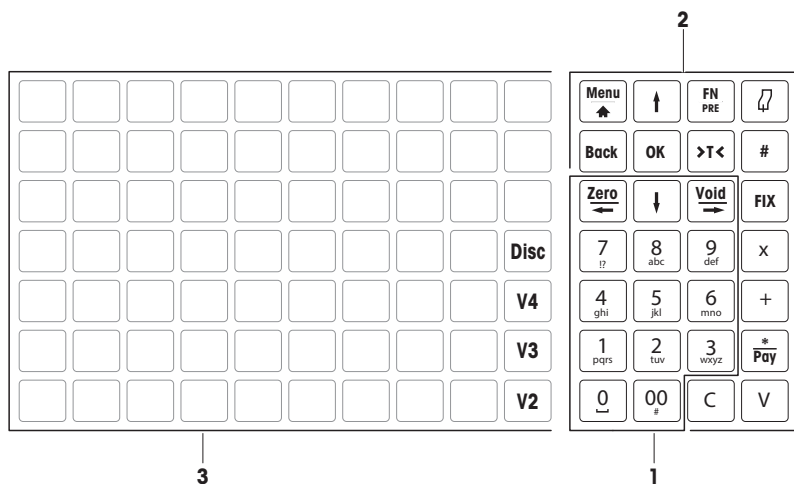 2
Menu FN PRE
Back OK >T< #
Zero Void FIX
Disc 7 !? 8 abc 9 def x
V4 4 ghi 5 jkl 6 mno +
V3 1 pqrs 2 tuv 3 wxyz * Pay
V2 0 00 # C V
3 1